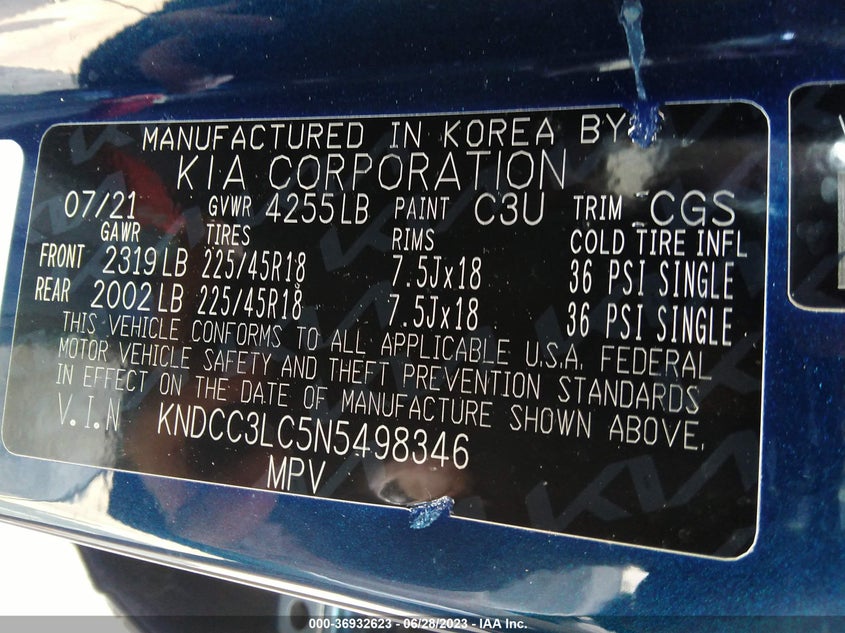 MANUFACTURED IN KOREA BY
KIA CORPORATION
07/21 GVWR 4255LB PAINT C3U TRIM CGS
GAWR TIRES RIMS COLD TIRE INFL
FRONT 2319LB 225/45R18 7.5Jx18 36 PSI SINGLE
REAR 2002LB 225/45R18 7.5Jx18 36 PSI SINGLE
THIS VEHICLE CONFORMS TO ALL APPLICABLE U.S.A. FEDERAL
MOTOR VEHICLE SAFETY AND THEFT PREVENTION STANDARDS
IN EFFECT ON THE DATE OF MANUFACTURE SHOWN ABOVE.
V.I.N KNDCC3LC5N5498346
MPV
000-36932623 - 06/28/2023 - IAA Inc.